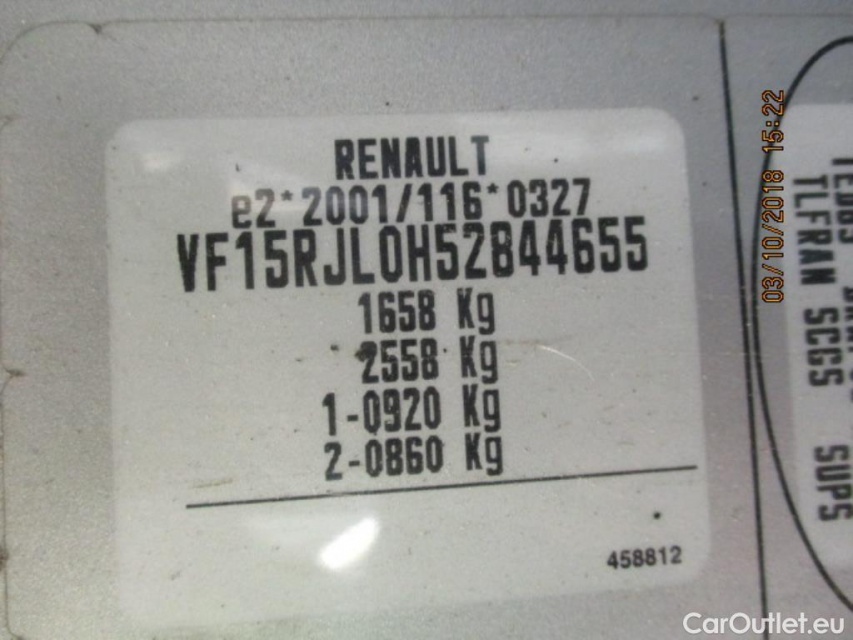 RENAULT
e2*2001/116*0327
VF15RJL0H52844655
1658 Kg
2558 Kg
1-0920 Kg
2-0860 Kg
458812
03/10/2018 15:22
TLFRAN SCGS SUPS
CarOutlet.eu